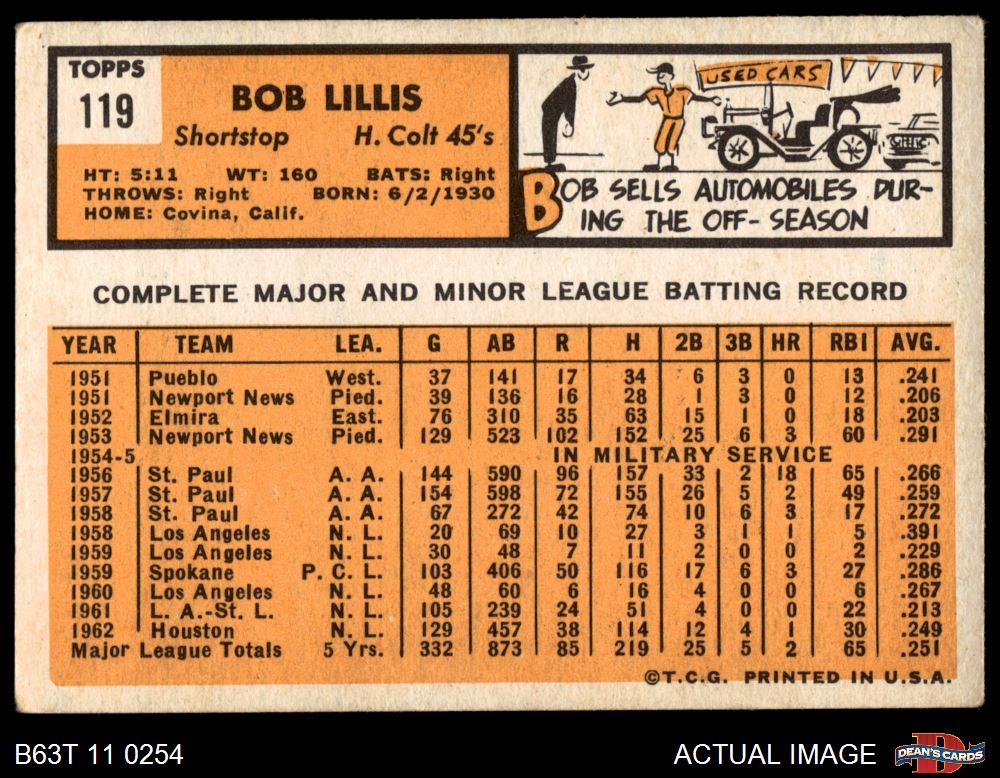 TOPPS
119
BOB LILLIS
Shortstop H. Colt 45's
HT: 5:11 WT: 160 BATS: Right
THROWS: Right BORN: 6/2/1930
HOME: Covina, Calif.
USED CARS
BOB SELLS AUTOMOBILES DUR-
ING THE OFF-SEASON
COMPLETE MAJOR AND MINOR LEAGUE BATTING RECORD
YEAR TEAM LEA. G AB R H 2B 3B HR RBI AVG.
1951 Pueblo West. 37 141 17 34 6 3 0 13 .241
1951 Newport News Pied. 39 136 16 28 1 3 0 12 .206
1952 Elmira East. 76 310 35 63 15 1 0 18 .203
1953 Newport News Pied. 129 523 102 152 25 6 3 60 .291
1954-5 IN MILITARY SERVICE
1956 St. Paul A. A. 144 590 96 157 33 2 18 65 .266
1957 St. Paul A. A. 154 598 72 155 26 5 2 49 .259
1958 St. Paul A. A. 67 272 42 74 10 6 3 17 .272
1958 Los Angeles N. L. 20 69 10 27 3 1 1 5 .391
1959 Los Angeles N. L. 30 48 7 11 2 0 0 2 .229
1959 Spokane P. C. L. 103 406 50 116 17 6 3 27 .286
1960 Los Angeles N. L. 48 60 6 16 4 0 0 6 .267
1961 L. A.-St. L. N. L. 105 239 24 51 4 0 0 22 .213
1962 Houston N. L. 129 457 38 114 12 4 1 30 .249
Major League Totals 5 Yrs. 332 873 85 219 25 5 2 65 .251
©T.C.G. PRINTED IN U.S.A.
B63T 11 0254
ACTUAL IMAGE
DEAN'S CARDS